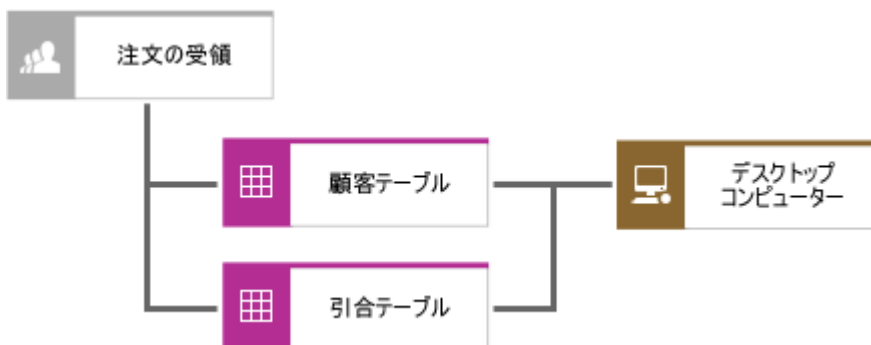 注文の受領
顧客テーブル
デスクトップ
コンピューター
引合テーブル